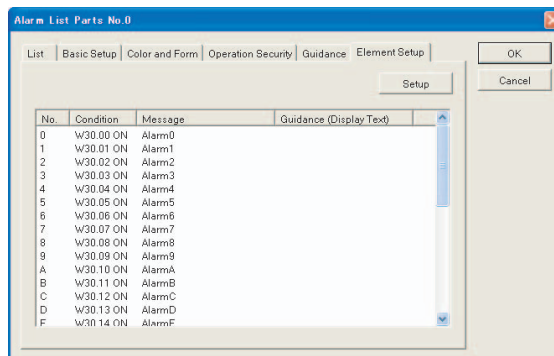 Alarm List Parts No.0
List Basic Setup Color and Form Operation Security Guidance Element Setup
OK
Cancel
Setup
No. Condition Message Guidance (Display Text)
0 W30.00 ON Alarm0
1 W30.01 ON Alarm1
2 W30.02 ON Alarm2
3 W30.03 ON Alarm3
4 W30.04 ON Alarm4
5 W30.05 ON Alarm5
6 W30.06 ON Alarm6
7 W30.07 ON Alarm7
8 W30.08 ON Alarm8
9 W30.09 ON Alarm9
A W30.10 ON AlarmA
B W30.11 ON AlarmB
C W30.12 ON AlarmC
D W30.13 ON AlarmD
E W30.14 ON AlarmE